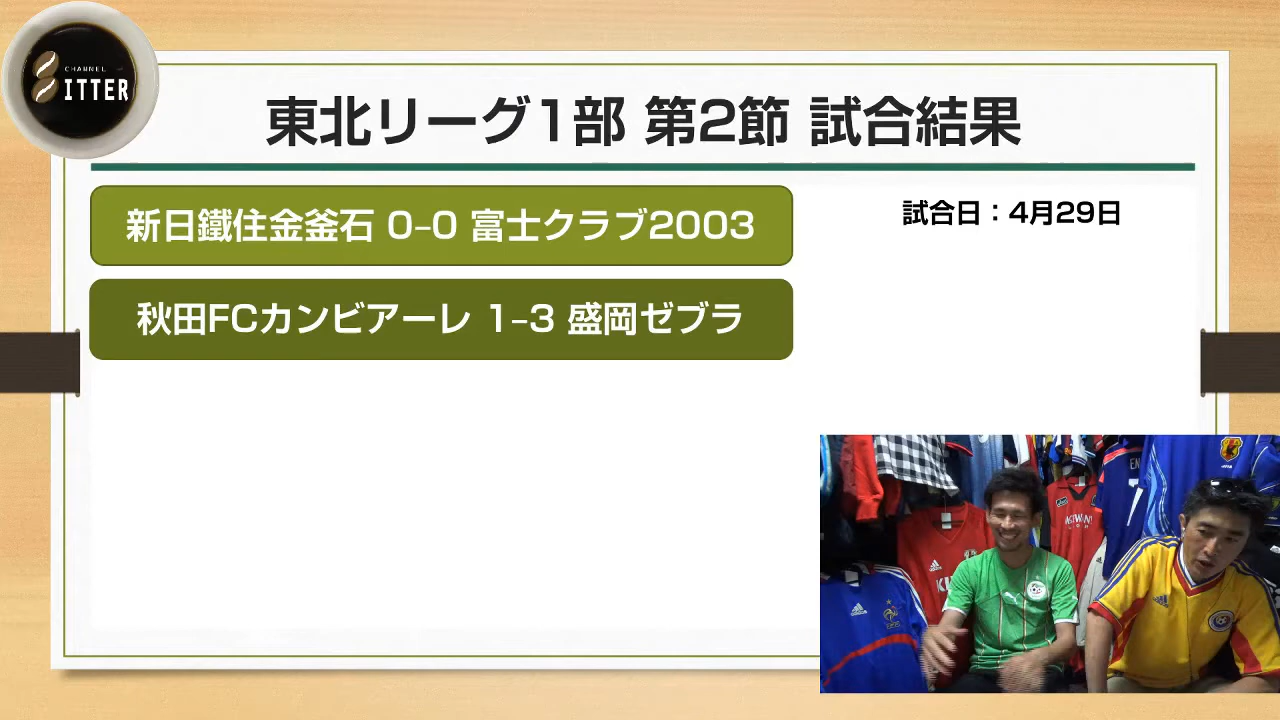 CHANNEL
BITTER
東北リーグ1部 第2節 試合結果
新日鐵住金釜石 0–0 富士クラブ2003
試合日：4月29日
秋田FCカンビアーレ 1–3 盛岡ゼブラ